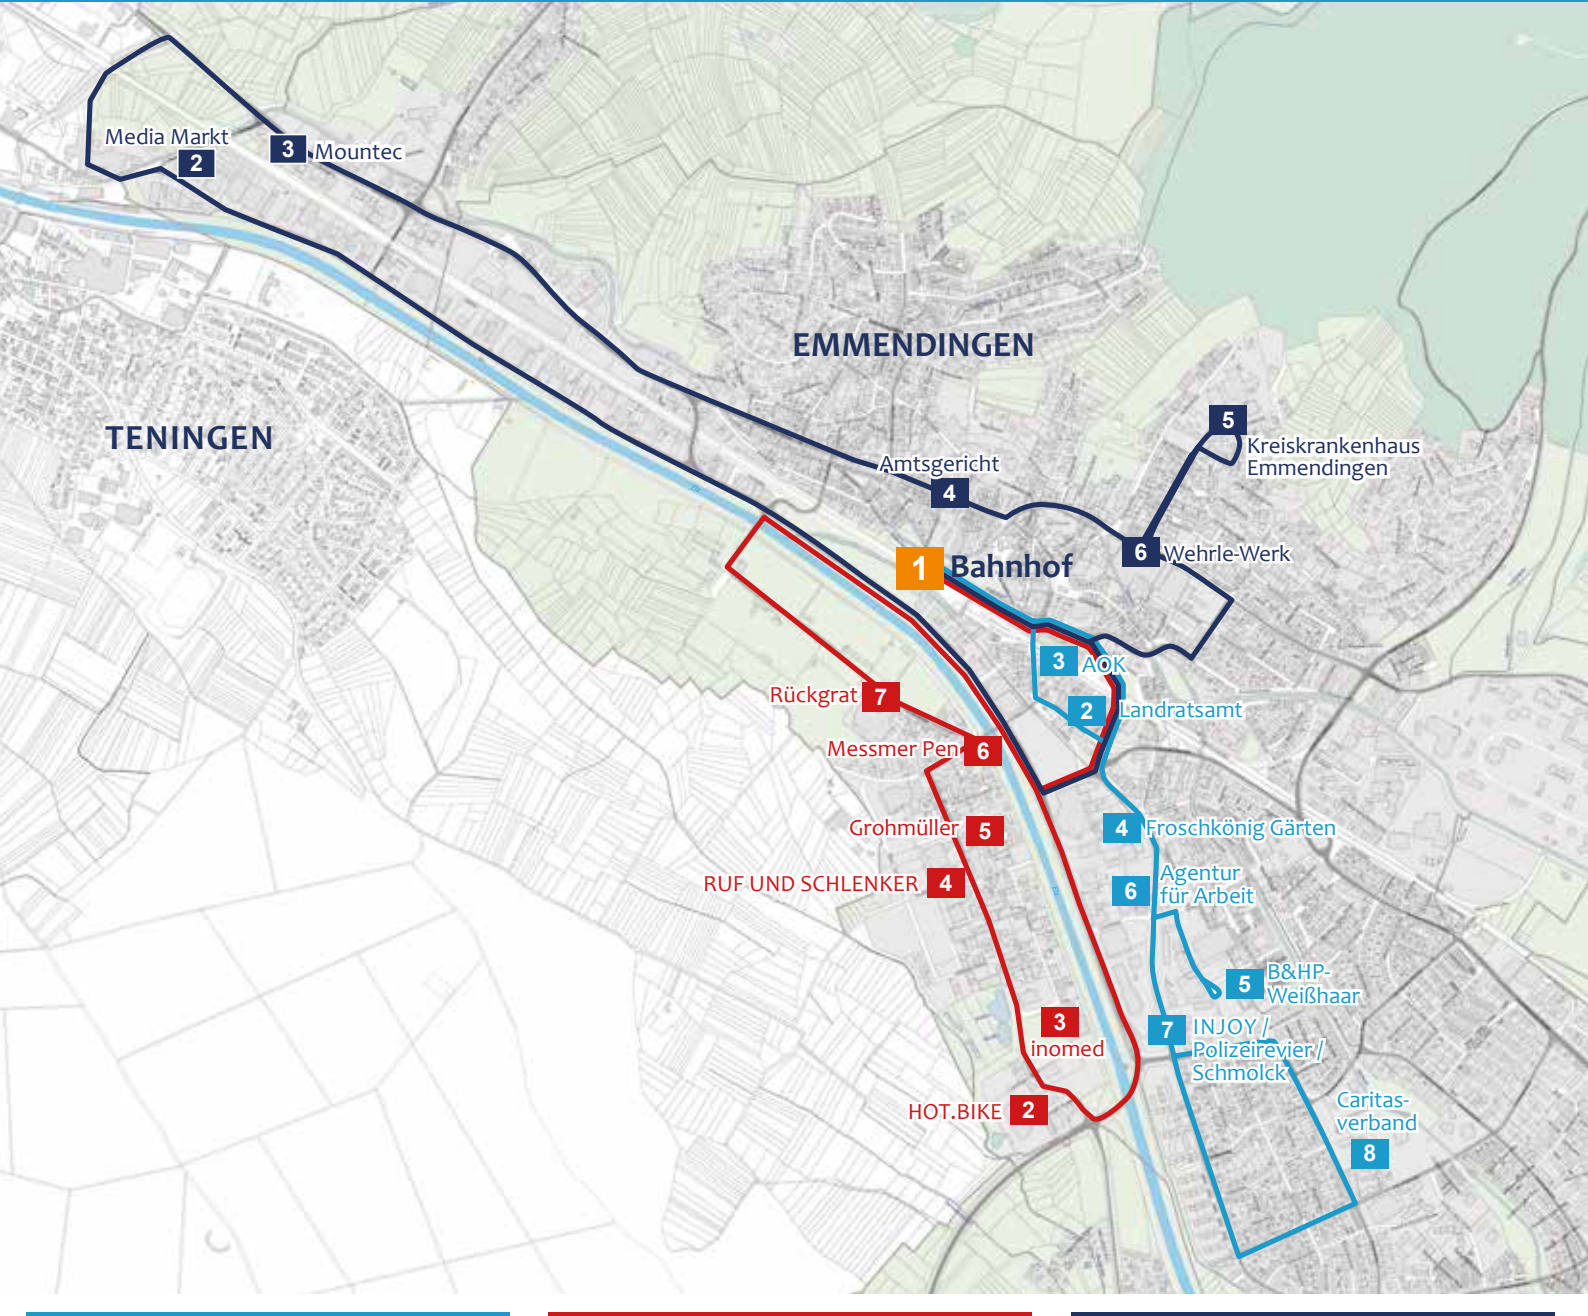 Media Markt
2
3
Mountec
EMMENDINGEN
TENINGEN
5
Kreiskrankenhaus
Emmendingen
Amtsgericht
4
6
Wehrle-Werk
1
Bahnhof
3
AOK
2
Landratsamt
Rückgrat
7
Messmer Pen
6
Grohmüller
5
4
Froschkönig Gärten
RUF UND SCHLENKER
4
6
Agentur
für Arbeit
5
B&HP-
Weißhaar
3
inomed
7
INJOY /
Polizeirevier /
Schmolck
HOT.BIKE
2
Caritas-
verband
8